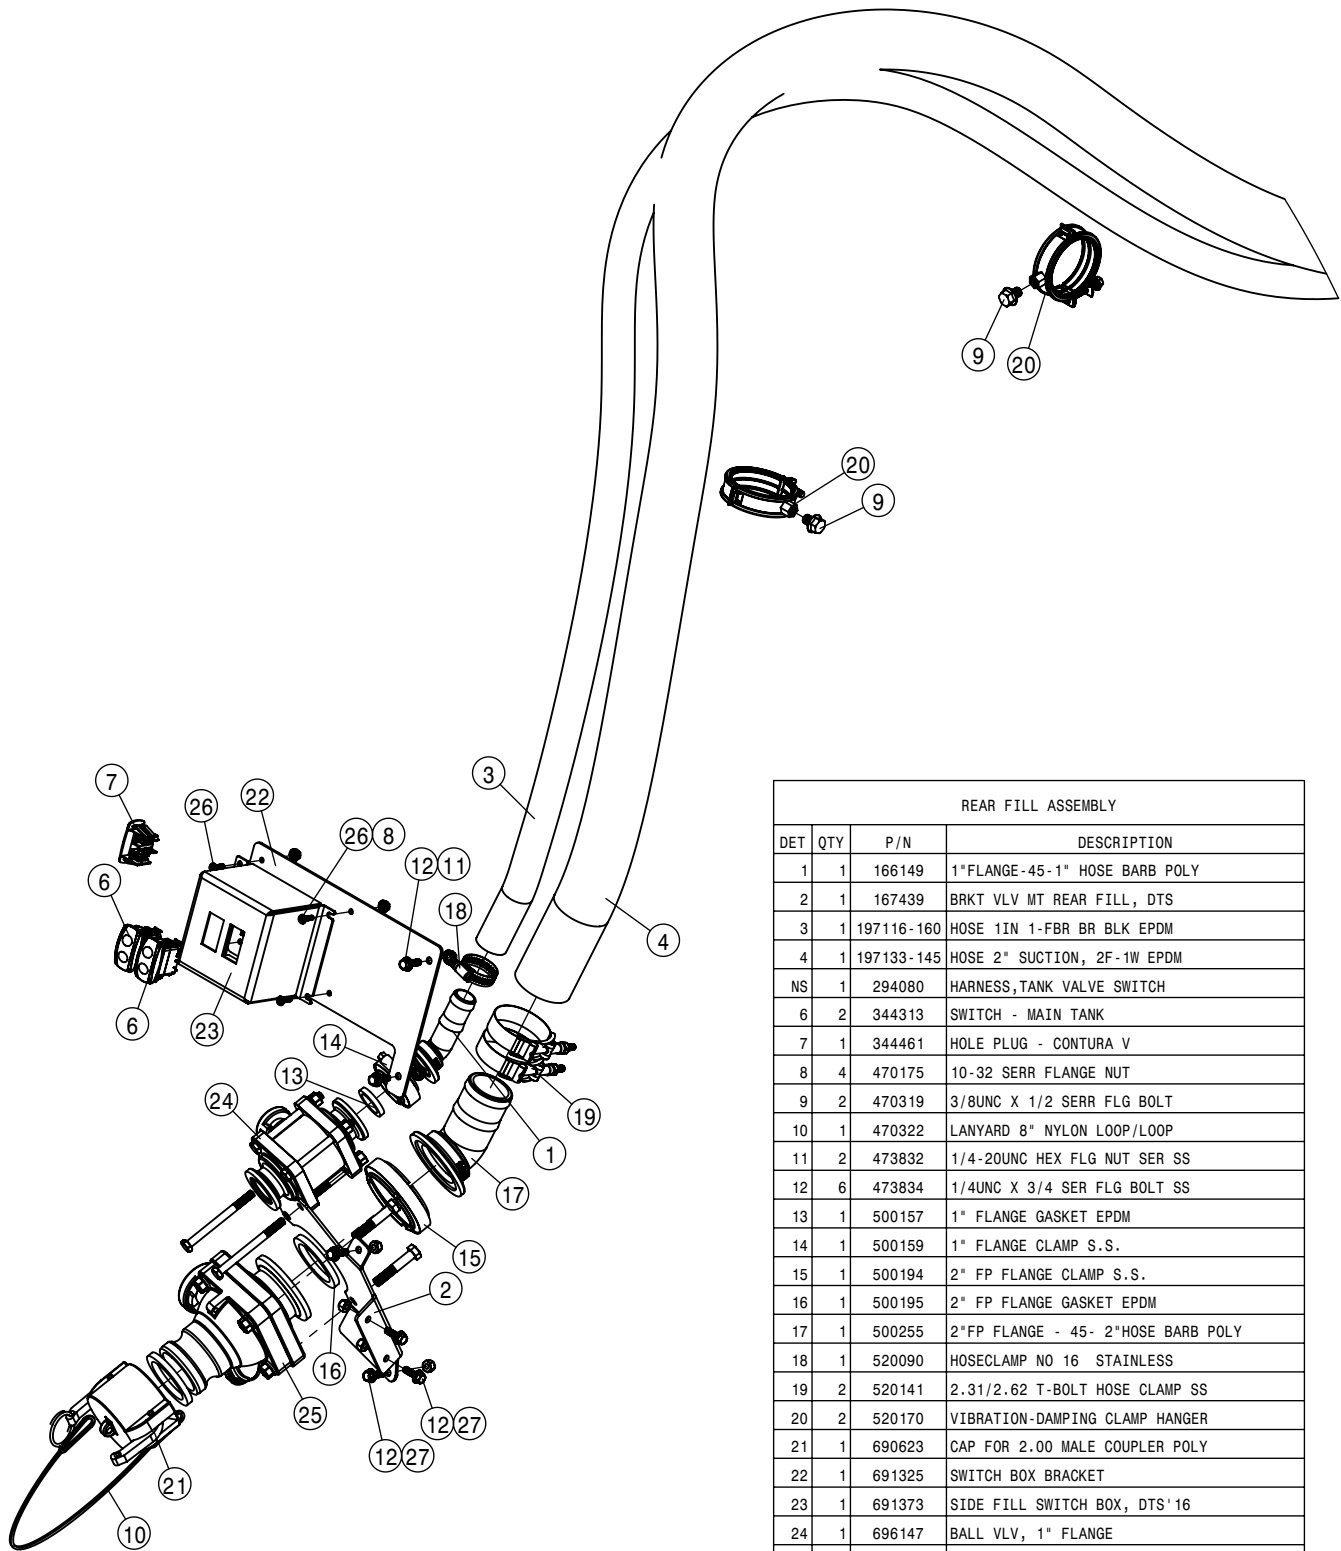 9
20
20
9
3
4
7
26
22
26 8
12 11
18
6
6
23
14
13
24
19
1
17
15
2
16
25
12 27
12 27
21
10
REAR FILL ASSEMBLY
DET QTY P/N DESCRIPTION
1 1 166149 1"FLANGE-45-1" HOSE BARB POLY
2 1 167439 BRKT VLV MT REAR FILL, DTS
3 1 197116-160 HOSE 1IN 1-FBR BR BLK EPDM
4 1 197133-145 HOSE 2" SUCTION, 2F-1W EPDM
NS 1 294080 HARNESS,TANK VALVE SWITCH
6 2 344313 SWITCH - MAIN TANK
7 1 344461 HOLE PLUG - CONTURA V
8 4 470175 10-32 SERR FLANGE NUT
9 2 470319 3/8UNC X 1/2 SERR FLG BOLT
10 1 470322 LANYARD 8" NYLON LOOP/LOOP
11 2 473832 1/4-20UNC HEX FLG NUT SER SS
12 6 473834 1/4UNC X 3/4 SER FLG BOLT SS
13 1 500157 1" FLANGE GASKET EPDM
14 1 500159 1" FLANGE CLAMP S.S.
15 1 500194 2" FP FLANGE CLAMP S.S.
16 1 500195 2" FP FLANGE GASKET EPDM
17 1 500255 2"FP FLANGE - 45- 2"HOSE BARB POLY
18 1 520090 HOSECLAMP NO 16 STAINLESS
19 2 520141 2.31/2.62 T-BOLT HOSE CLAMP SS
20 2 520170 VIBRATION-DAMPING CLAMP HANGER
21 1 690623 CAP FOR 2.00 MALE COUPLER POLY
22 1 691325 SWITCH BOX BRACKET
23 1 691373 SIDE FILL SWITCH BOX, DTS'16
24 1 696147 BALL VLV, 1" FLANGE